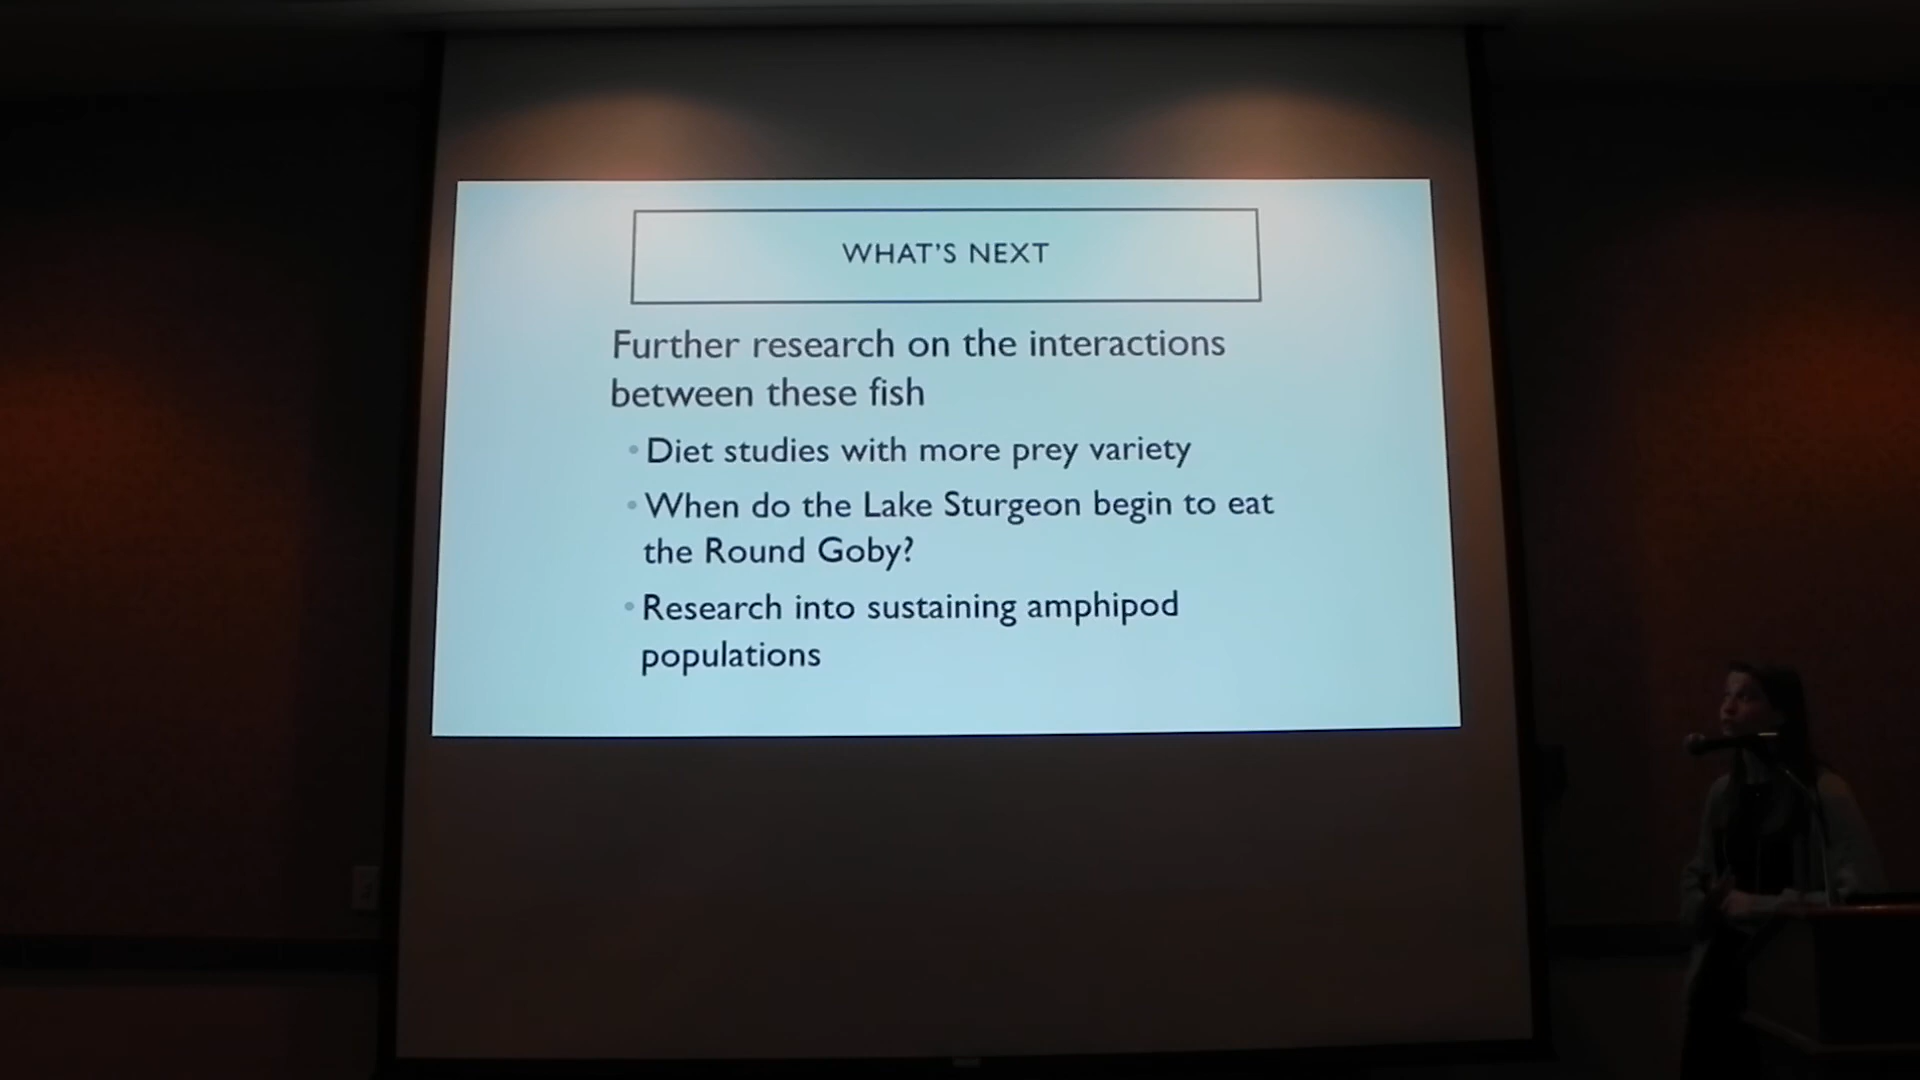 WHAT'S NEXT
Further research on the interactions
between these fish
• Diet studies with more prey variety
• When do the Lake Sturgeon begin to eat
the Round Goby?
• Research into sustaining amphipod
populations